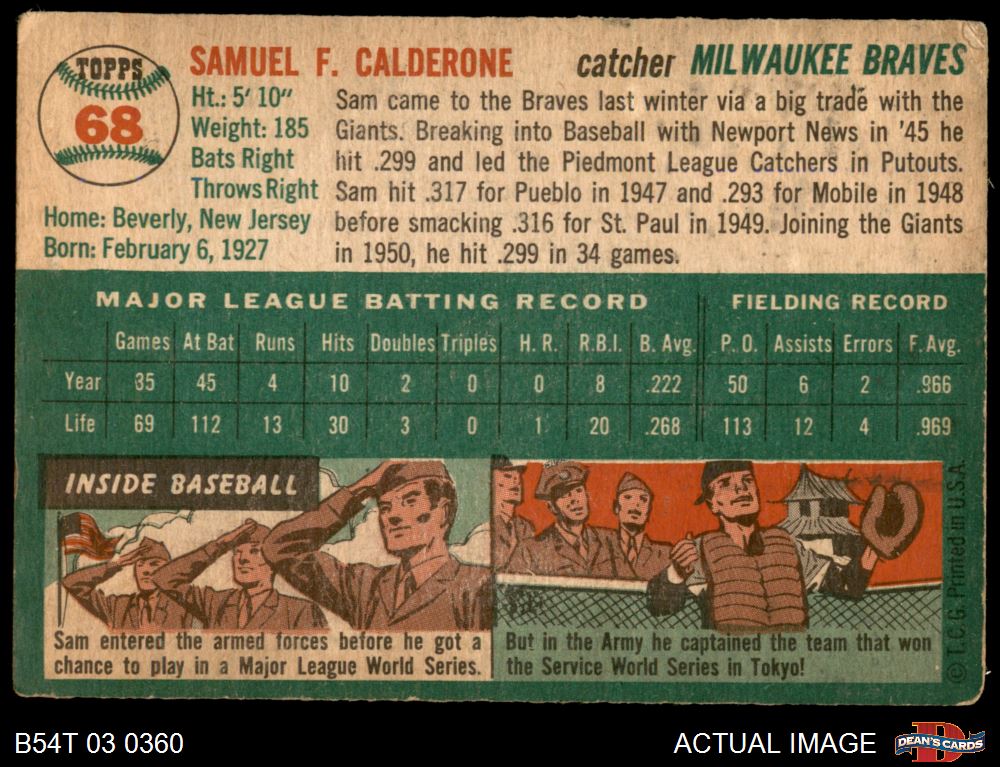 TOPPS
68
SAMUEL F. CALDERONE catcher MILWAUKEE BRAVES
Ht.: 5' 10"
Weight: 185
Bats Right
Throws Right
Home: Beverly, New Jersey
Born: February 6, 1927
Sam came to the Braves last winter via a big trade with the
Giants. Breaking into Baseball with Newport News in '45 he
hit .299 and led the Piedmont League Catchers in Putouts.
Sam hit .317 for Pueblo in 1947 and .293 for Mobile in 1948
before smacking .316 for St. Paul in 1949. Joining the Giants
in 1950, he hit .299 in 34 games.
MAJOR LEAGUE BATTING RECORD FIELDING RECORD
Games At Bat Runs Hits Doubles Triples H. R. R.B.I. B. Avg. P. O. Assists Errors F. Avg.
Year 35 45 4 10 2 0 0 8 .222 50 6 2 .966
Life 69 112 13 30 3 0 1 20 .268 113 12 4 .969
INSIDE BASEBALL
Sam entered the armed forces before he got a
chance to play in a Major League World Series.
But in the Army he captained the team that won
the Service World Series in Tokyo!
© T.C.G. Printed in U.S.A.
B54T 03 0360
ACTUAL IMAGE
D
DEAN'S CARDS